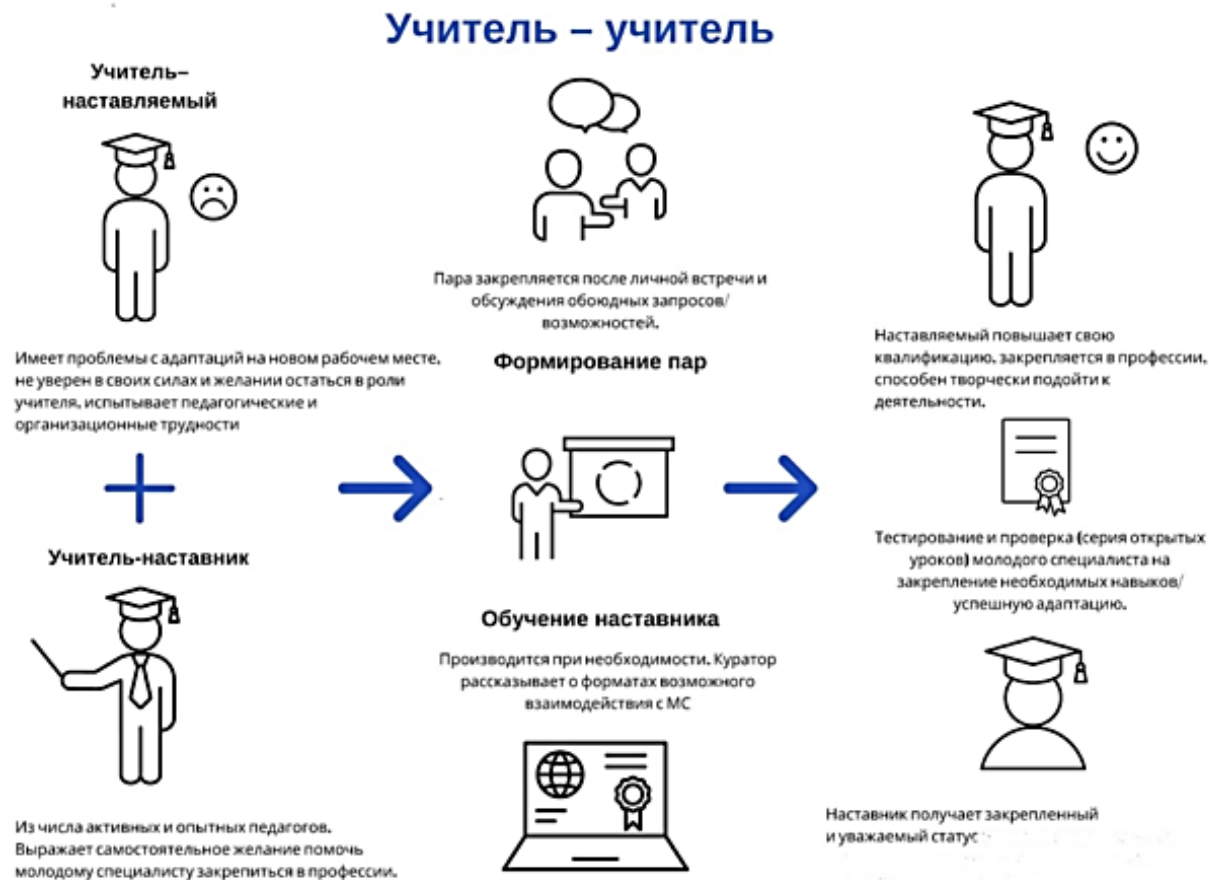 Учитель – учитель
Учитель–
наставляемый
Имеет проблемы с адаптаций на новом рабочем месте,
не уверен в своих силах и желании остаться в роли
учителя, испытывает педагогические и
организационные трудности
Учитель-наставник
Из числа активных и опытных педагогов.
Выражает самостоятельное желание помочь
молодому специалисту закрепиться в профессии.
Пара закрепляется после личной встречи и
обсуждения обоюдных запросов/
возможностей.
Формирование пар
Обучение наставника
Производится при необходимости. Куратор
рассказывает о форматах возможного
взаимодействия с МС
Наставляемый повышает свою
квалификацию, закрепляется в профессии,
способен творчески подойти к
деятельности.
Тестирование и проверка (серия открытых
уроков) молодого специалиста на
закрепление необходимых навыков/
успешную адаптацию.
Наставник получает закрепленный
и уважаемый статус